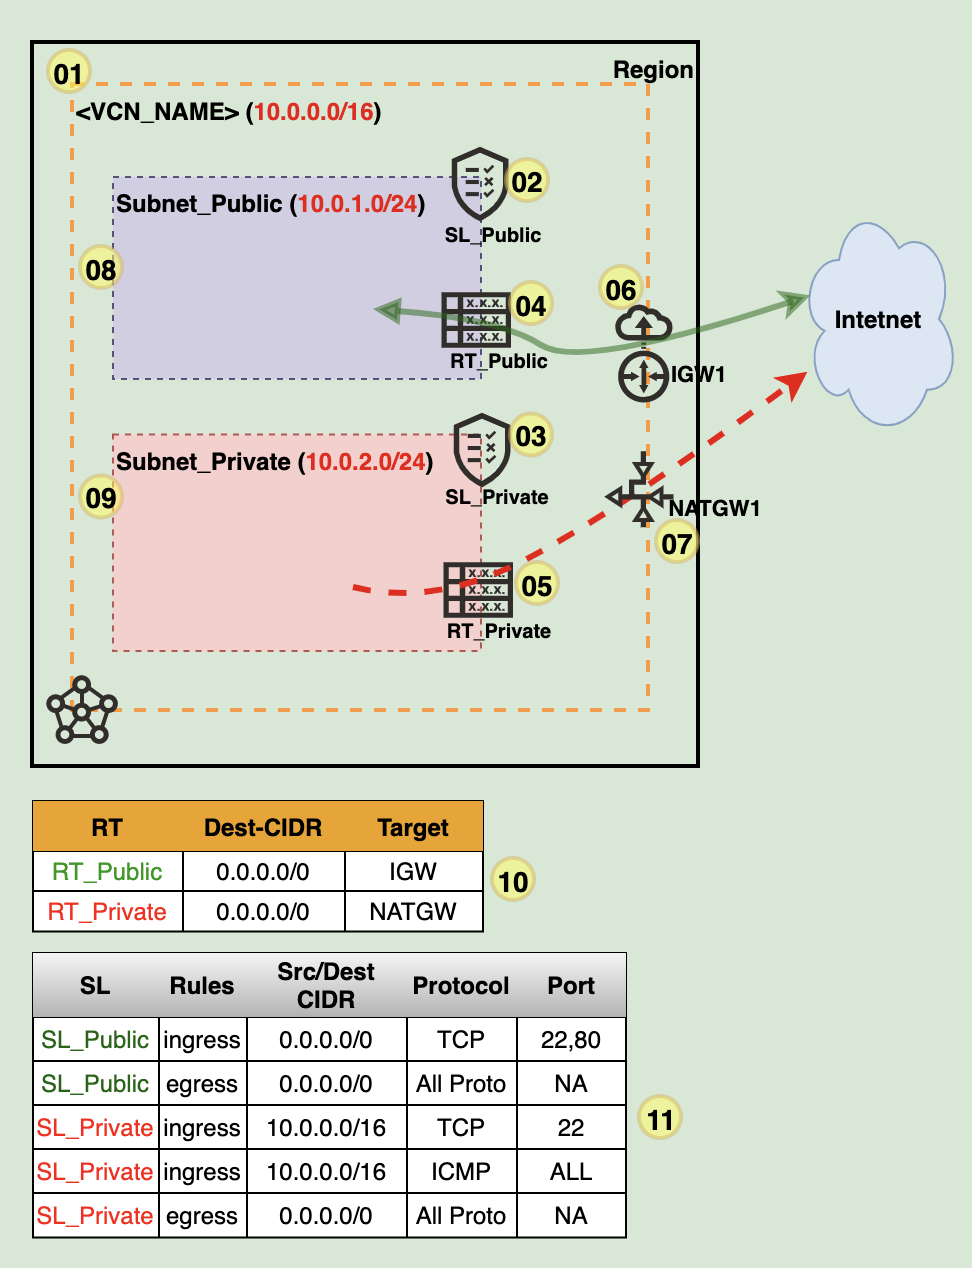 01
Region
<VCN_NAME> (10.0.0.0/16)
02
Subnet_Public (10.0.1.0/24)
SL_Public
08
06
04
x.x.x.
x.x.x.
x.x.x.
RT_Public
Intetnet
IGW1
03
Subnet_Private (10.0.2.0/24)
SL_Private
09
NATGW1
07
05
x.x.x.
x.x.x.
x.x.x.
RT_Private
RT Dest-CIDR Target
RT_Public 0.0.0.0/0 IGW
RT_Private 0.0.0.0/0 NATGW
10
SL Rules Src/Dest CIDR Protocol Port
SL_Public ingress 0.0.0.0/0 TCP 22,80
SL_Public egress 0.0.0.0/0 All Proto NA
SL_Private ingress 10.0.0.0/16 TCP 22
SL_Private ingress 10.0.0.0/16 ICMP ALL
SL_Private egress 0.0.0.0/0 All Proto NA
11